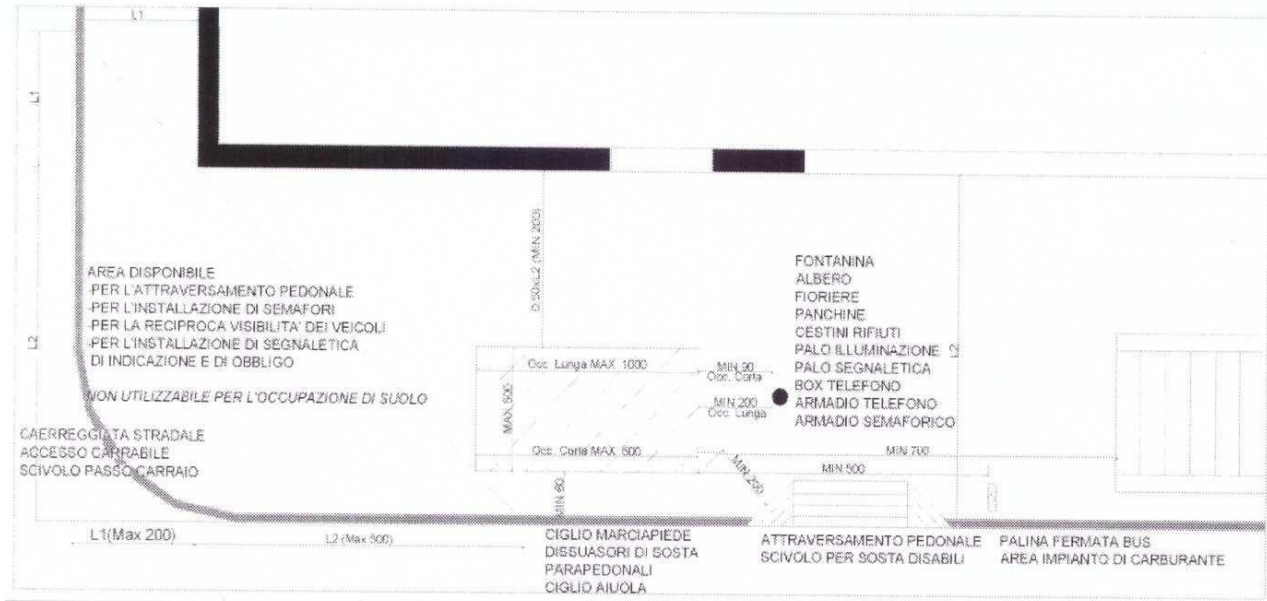 L1
L1
L2
AREA DISPONIBILE
-PER L'ATTRAVERSAMENTO PEDONALE
-PER L'INSTALLAZIONE DI SEMAFORI
-PER LA RECIPROCA VISIBILITA' DEI VEICOLI
-PER L'INSTALLAZIONE DI SEGNALETICA
DI INDICAZIONE E DI OBBLIGO
NON UTILIZZABILE PER L'OCCUPAZIONE DI SUOLO
CAERREGGIATA STRADALE
ACCESSO CARRABILE
SCIVOLO PASSO CARRAIO
L1(Max 200)
L2 (Max 500)
0.50xL2 (MIN 200)
Occ. Lunga MAX. 1000
MAX.500
Occ. Corta MAX. 500
MIN 60
MIN 90
Occ. Corta
MIN 200
Occ. Lunga
FONTANINA
ALBERO
FIORIERE
PANCHINE
CESTINI RIFIUTI
PALO ILLUMINAZIONE
PALO SEGNALETICA
BOX TELEFONO
ARMADIO TELEFONO
ARMADIO SEMAFORICO
L2
MIN 700
MIN 500
MIN 200
CIGLIO MARCIAPIEDE
DISSUASORI DI SOSTA
PARAPEDONALI
CIGLIO AIUOLA
ATTRAVERSAMENTO PEDONALE
SCIVOLO PER SOSTA DISABILI
PALINA FERMATA BUS
AREA IMPIANTO DI CARBURANTE